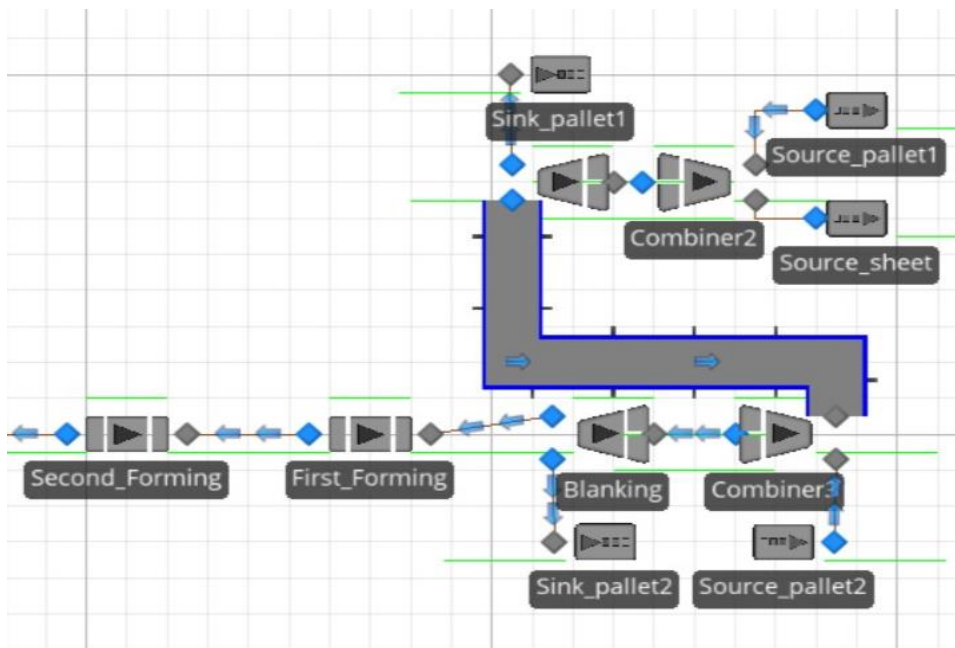 Sink_pallet1
Source_pallet1
Combiner2
Source_sheet
Second_Forming
First_Forming
Blanking
Combiner3
Sink_pallet2
Source_pallet2